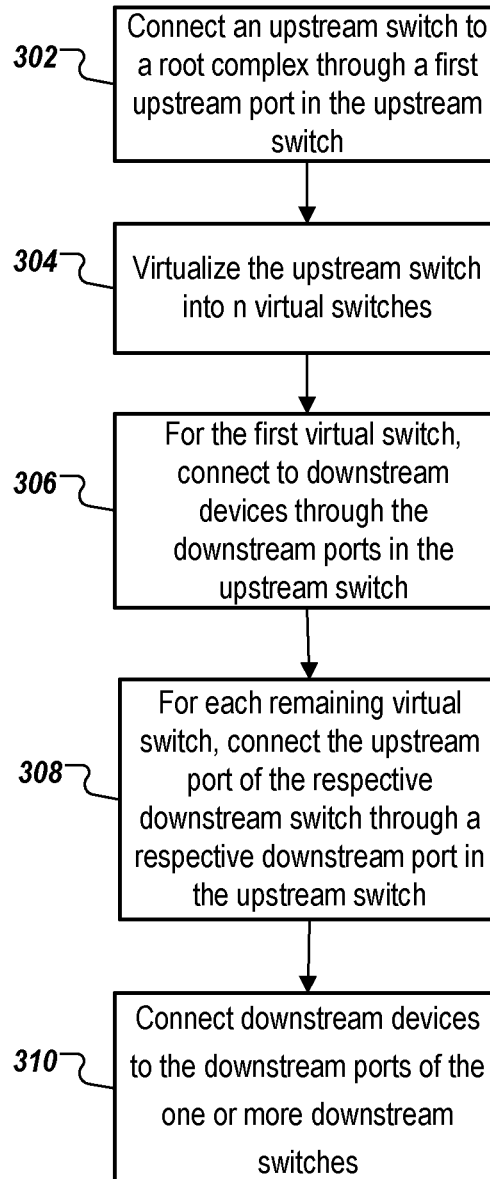 302
Connect an upstream switch to
a root complex through a first
upstream port in the upstream
switch
304
Virtualize the upstream switch
into n virtual switches
306
For the first virtual switch,
connect to downstream
devices through the
downstream ports in the
upstream switch
308
For each remaining virtual
switch, connect the upstream
port of the respective
downstream switch through a
respective downstream port in
the upstream switch
310
Connect downstream devices
to the downstream ports of the
one or more downstream
switches